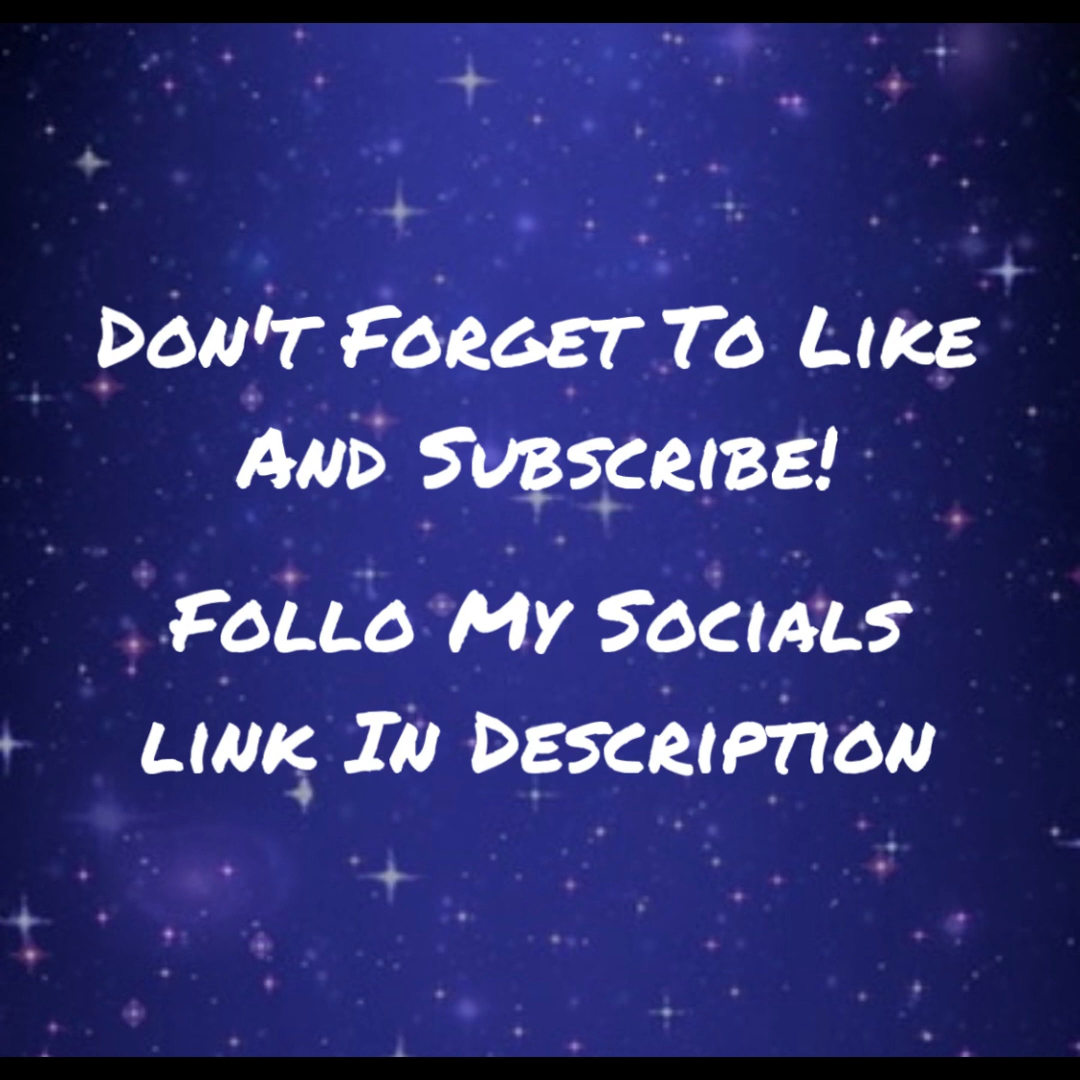 Don't Forget To Like
And Subscribe!
Follo My Socials
link In Description